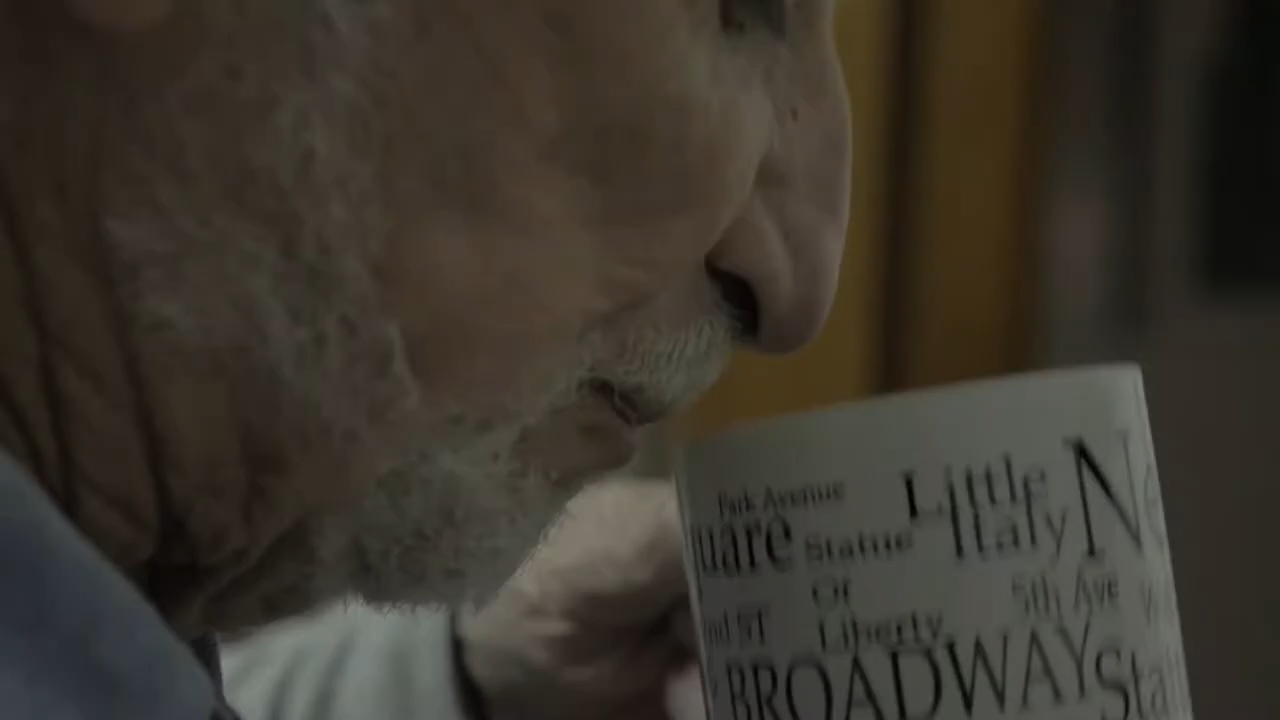 Park Avenue
Little
Italy
N
uare
Statue
Of
Liberty
5th Ave
nd ST
BROADWAY
Sta